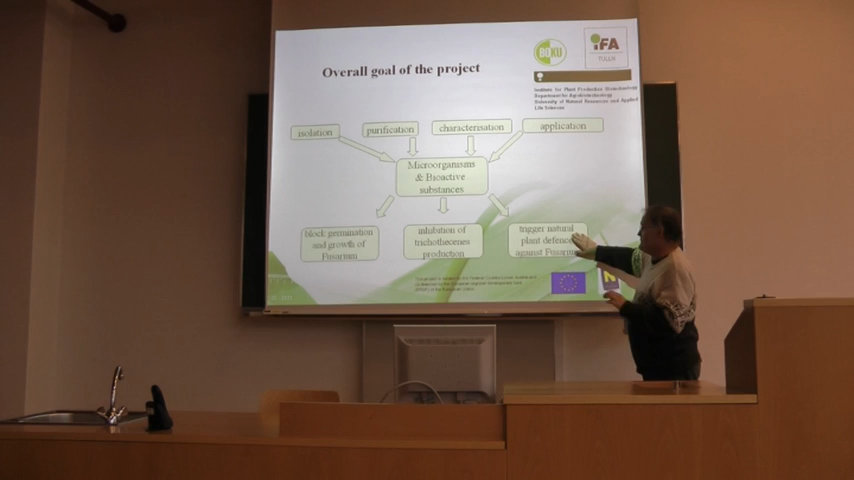 Overall goal of the project
BOKU
iFA
TULLN
Institute for Plant Production Biotechnology
Department for Agrobiotechnology
University of Natural Resources and Applied
Life Sciences
isolation
purification
characterisation
application
Microorganisms
& Bioactive
substances
block germination
and growth of
Fusarium
inhibition of
trichothecenes
production
trigger natural
plant defence
against Fusarium